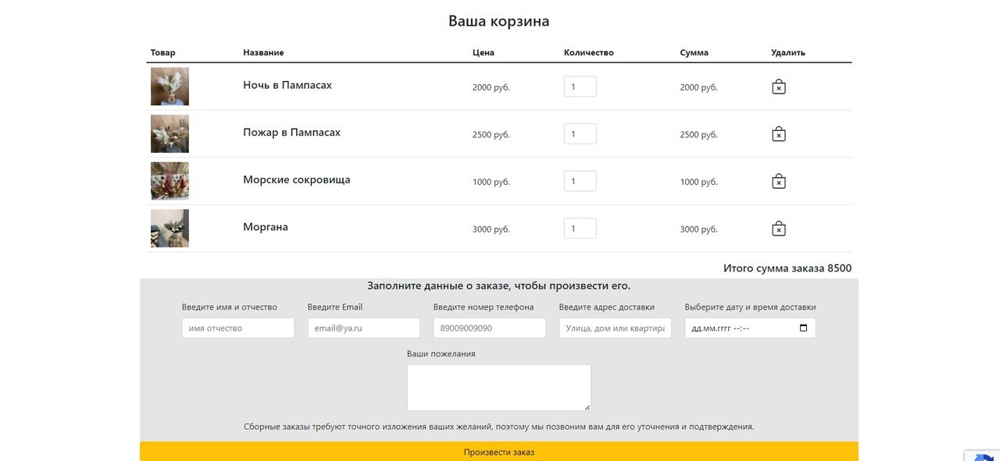 Ваша корзина
Товар Название Цена Количество Сумма Удалить
Ночь в Пампасах 2000 руб. 1 2000 руб.
Пожар в Пампасах 2500 руб. 1 2500 руб.
Морские сокровища 1000 руб. 1 1000 руб.
Моргана 3000 руб. 1 3000 руб.
Итого сумма заказа 8500
Заполните данные о заказе, чтобы произвести его.
Введите имя и отчество Введите Email Введите номер телефона Введите адрес доставки Выберите дату и время доставки
имя отчество email@ya.ru 89009009090 Улица, дом или квартира дд.мм.гггг --:--
Ваши пожелания
Сборные заказы требуют точного изложения ваших желаний, поэтому мы позвоним вам для его уточнения и подтверждения.
Произвести заказ